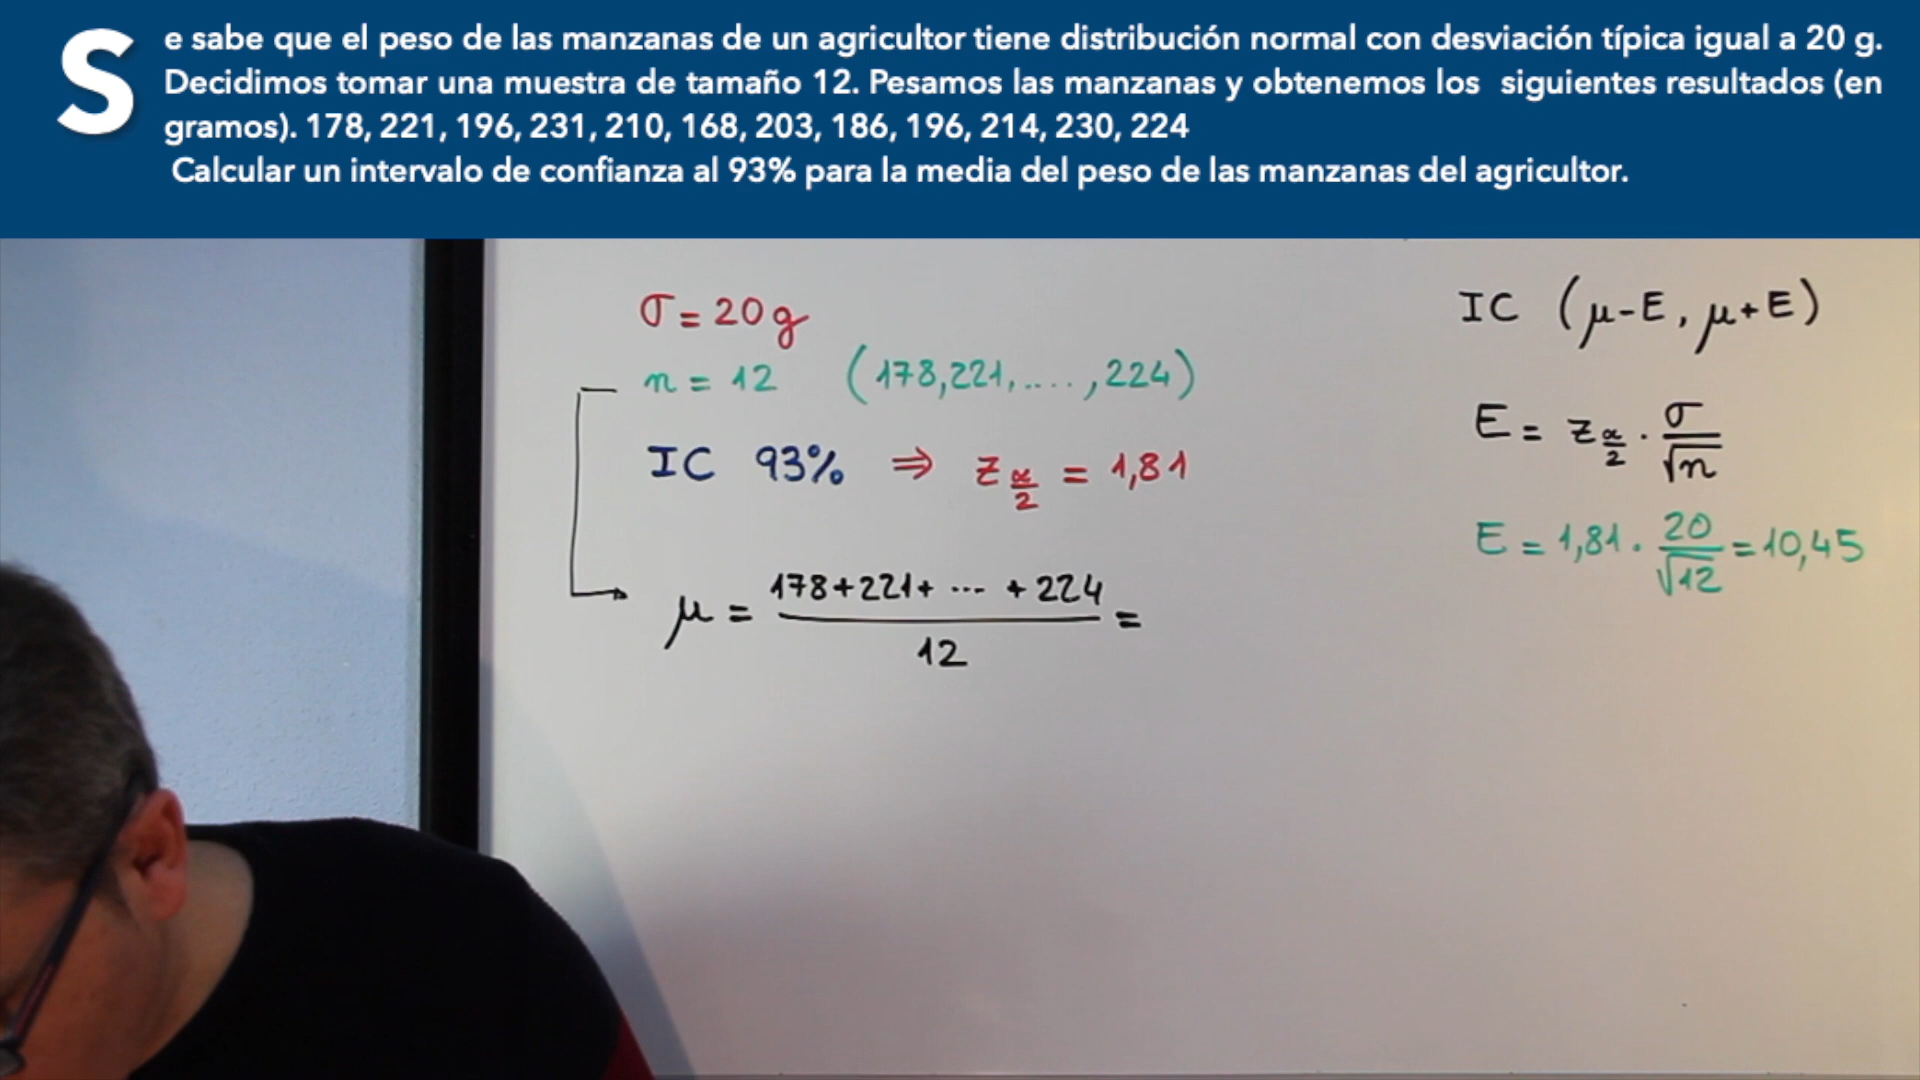 Se sabe que el peso de las manzanas de un agricultor tiene distribución normal con desviación típica igual a 20 g.
Decidimos tomar una muestra de tamaño 12. Pesamos las manzanas y obtenemos los siguientes resultados (en
gramos). 178, 221, 196, 231, 210, 168, 203, 186, 196, 214, 230, 224
Calcular un intervalo de confianza al 93% para la media del peso de las manzanas del agricultor.
σ = 20 g
n = 12 (178,221, .... , 224)
IC 93% ⇒ z α/2 = 1,81
μ = (178+221+ ... + 224)/12 =
IC (μ-E, μ+E)
E = z α/2 · σ/√n
E = 1,81 · 20/√12 = 10,45